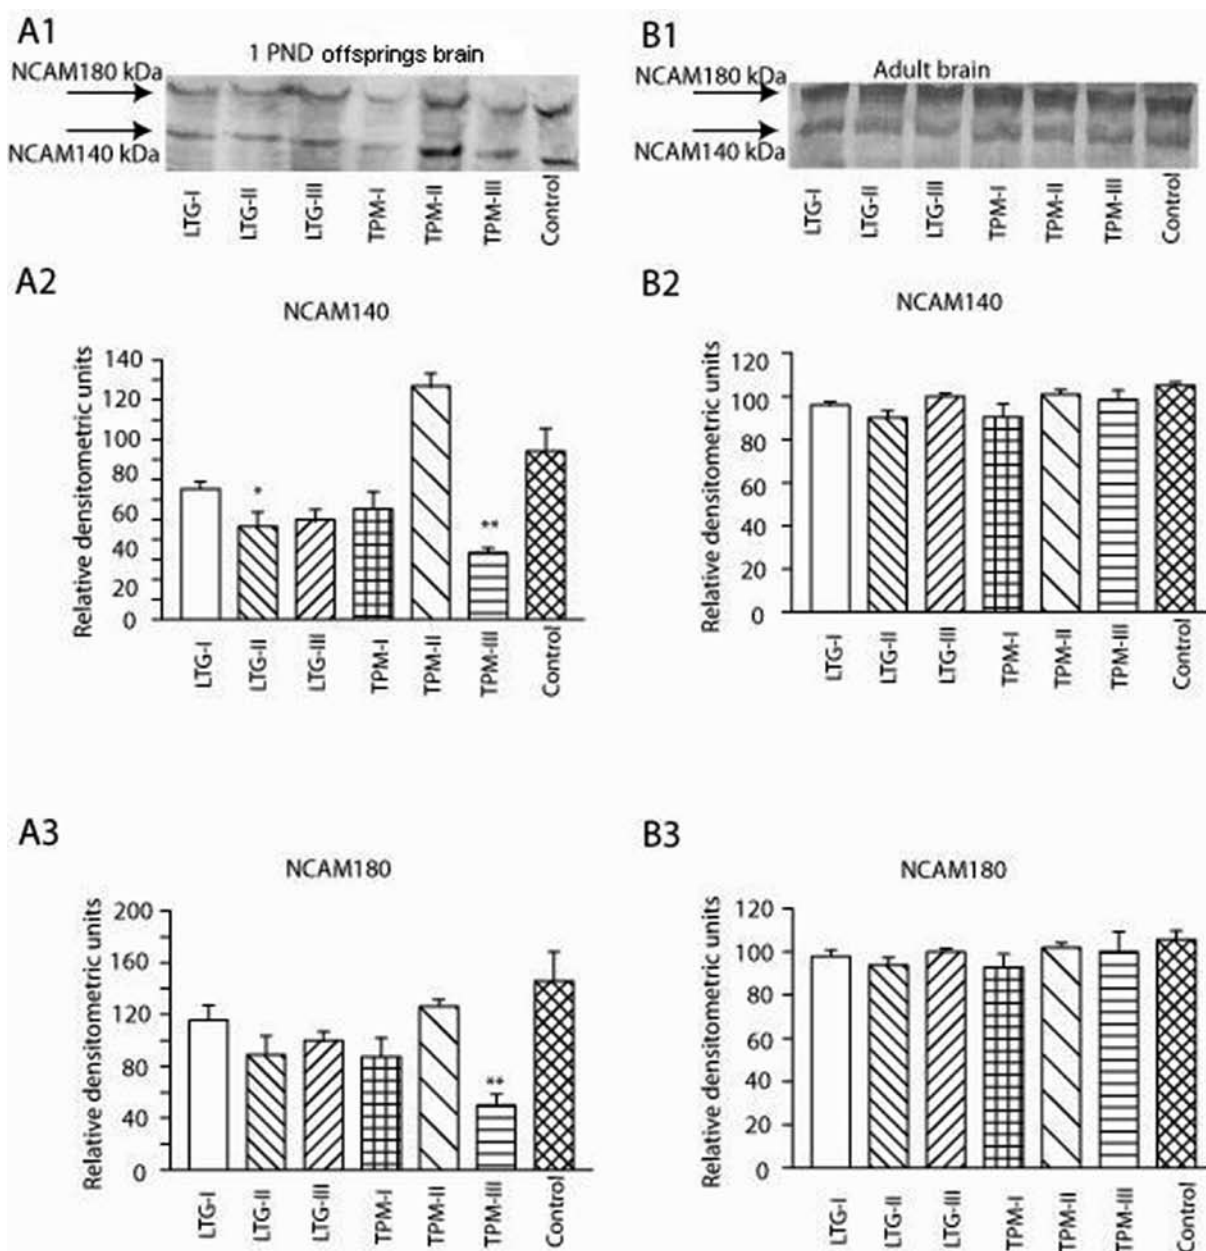 A1
1 PND offsprings brain
NCAM180 kDa
NCAM140 kDa
LTG-I
LTG-II
LTG-III
TPM-I
TPM-II
TPM-III
Control
B1
Adult brain
NCAM180 kDa
NCAM140 kDa
LTG-I
LTG-II
LTG-III
TPM-I
TPM-II
TPM-III
Control
A2
NCAM140
Relative densitometric units
140
120
100
80
60
40
20
0
*
**
LTG-I
LTG-II
LTG-III
TPM-I
TPM-II
TPM-III
Control
B2
NCAM140
Relative densitometric units
120
100
80
60
40
20
0
LTG-I
LTG-II
LTG-III
TPM-I
TPM-II
TPM-III
Control
A3
NCAM180
Relative densitometric units
200
160
120
80
40
0
**
LTG-I
LTG-II
LTG-III
TPM-I
TPM-II
TPM-III
Control
B3
NCAM180
Relative densitometric units
120
100
80
60
40
20
0
LTG-I
LTG-II
LTG-III
TPM-I
TPM-II
TPM-III
Control